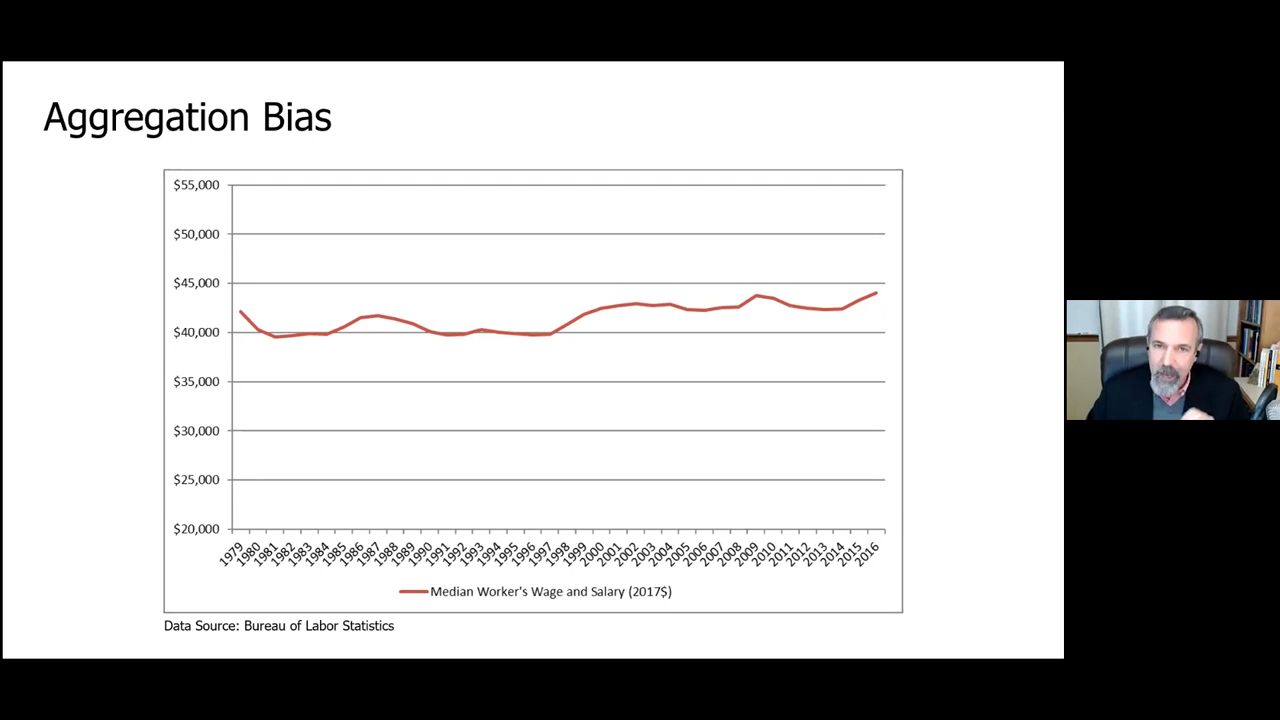 Aggregation Bias
$55,000
$50,000
$45,000
$40,000
$35,000
$30,000
$25,000
$20,000
1979 1980 1981 1982 1983 1984 1985 1986 1987 1988 1989 1990 1991 1992 1993 1994 1995 1996 1997 1998 1999 2000 2001 2002 2003 2004 2005 2006 2007 2008 2009 2010 2011 2012 2013 2014 2015 2016
Median Worker's Wage and Salary (2017$)
Data Source: Bureau of Labor Statistics